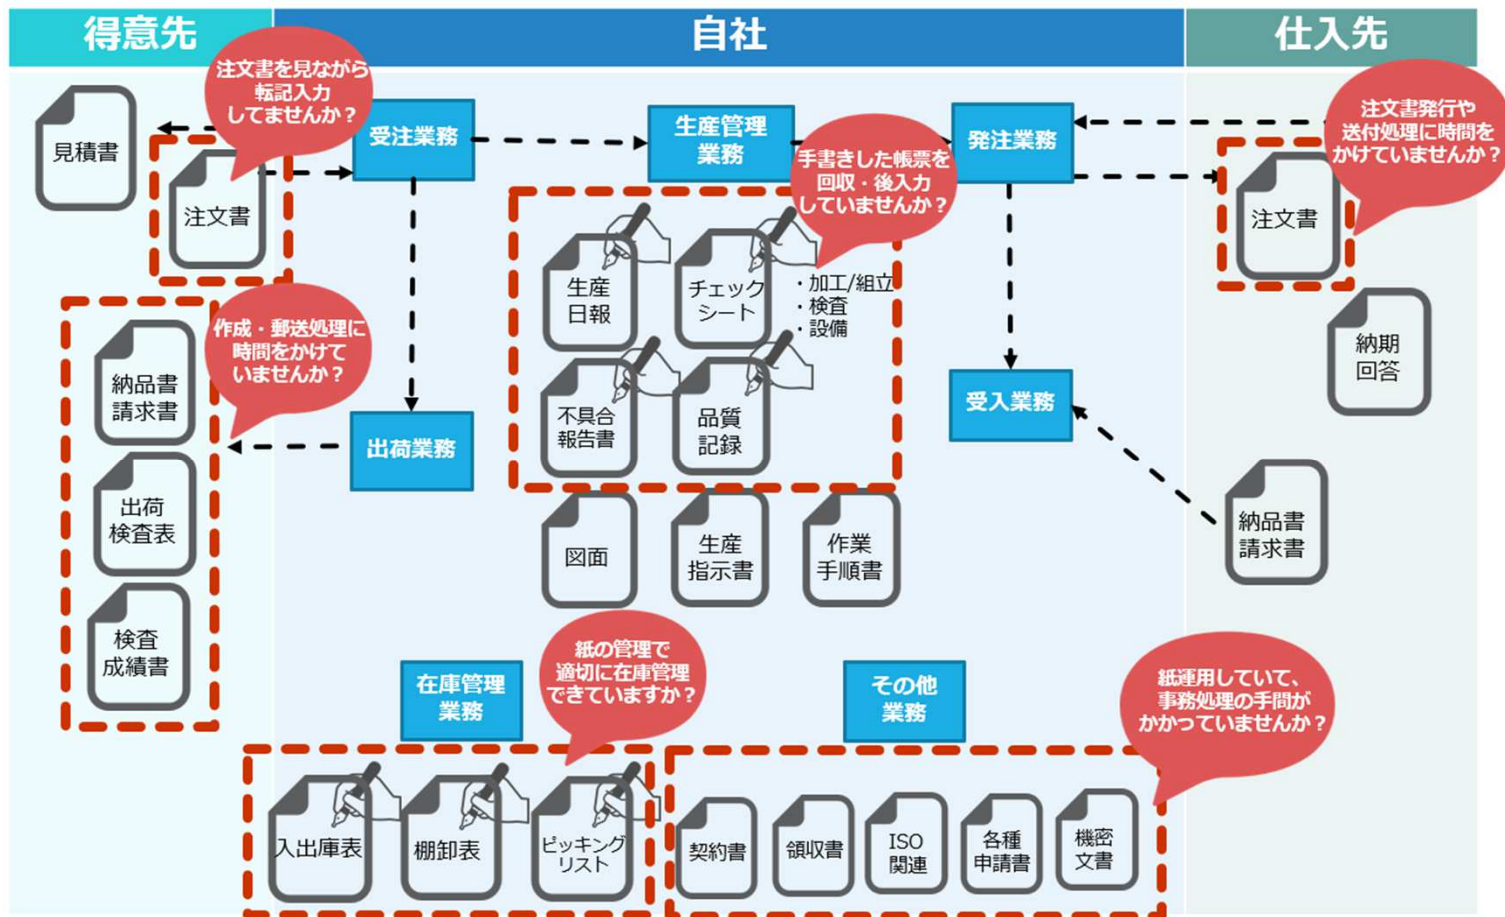 得意先
自社
仕入先
注文書を見ながら
転記入力
してませんか？
見積書
注文書
受注業務
生産管理
業務
発注業務
手書きした帳票を
回収・後入力
していませんか？
注文書発行や
送付処理に時間を
かけていませんか？
注文書
生産
日報
チェック
シート
・加工/組立
・検査
・設備
作成・郵送処理に
時間をかけて
いませんか？
納品書
請求書
納期
回答
不具合
報告書
品質
記録
受入業務
出荷業務
出荷
検査表
図面
生産
指示書
作業
手順書
納品書
請求書
検査
成績書
在庫管理
業務
紙の管理で
適切に在庫管理
できていますか？
その他
業務
紙運用していて、
事務処理の手間が
かかっていませんか？
入出庫表
棚卸表
ピッキング
リスト
契約書
領収書
ISO
関連
各種
申請書
機密
文書